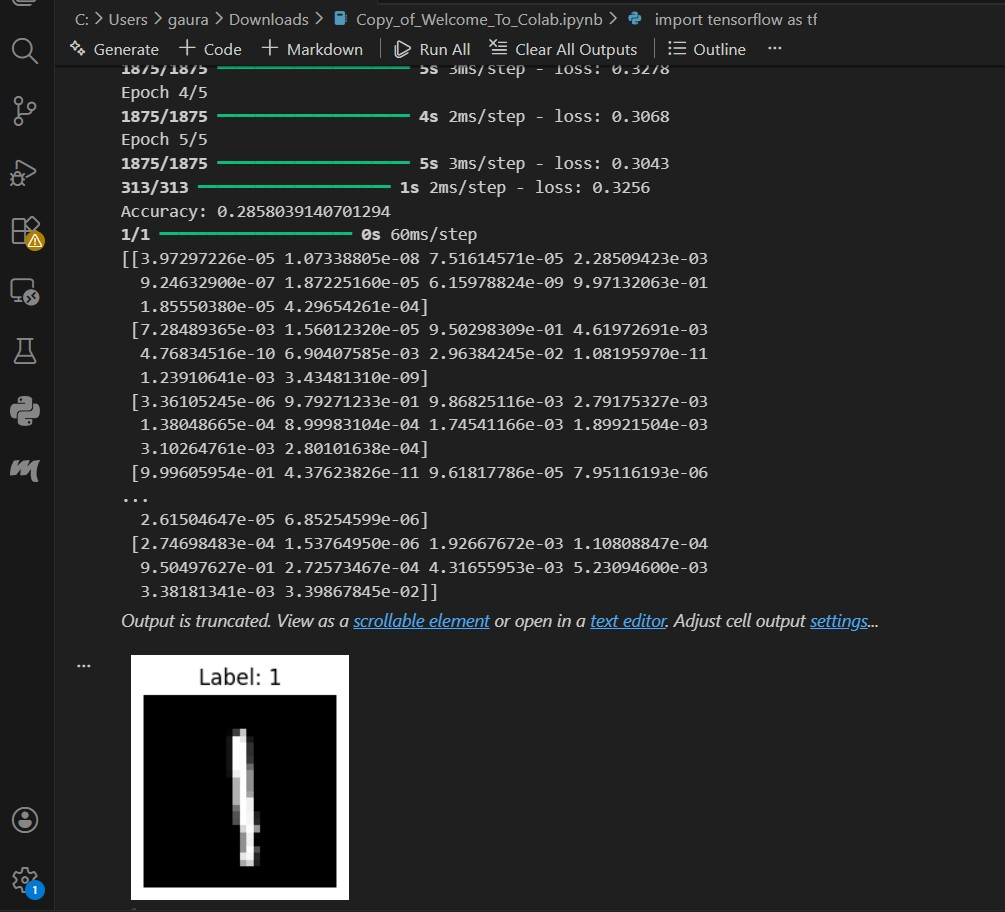 C: > Users > gaura > Downloads > Copy_of_Welcome_To_Colab.ipynb > import tensorflow as tf
Generate + Code + Markdown Run All Clear All Outputs Outline ...
1875/1875 5s 3ms/step - loss: 0.3278
Epoch 4/5
1875/1875 4s 2ms/step - loss: 0.3068
Epoch 5/5
1875/1875 5s 3ms/step - loss: 0.3043
313/313 1s 2ms/step - loss: 0.3256
Accuracy: 0.2858039140701294
1/1 0s 60ms/step
[[3.97297226e-05 1.07338805e-08 7.51614571e-05 2.28509423e-03
9.24632900e-07 1.87225160e-05 6.15978824e-09 9.97132063e-01
1.85550380e-05 4.29654261e-04]
[7.28489365e-03 1.56012320e-05 9.50298309e-01 4.61972691e-03
4.76834516e-10 6.90407585e-03 2.96384245e-02 1.08195970e-11
1.23910641e-03 3.43481310e-09]
[3.36105245e-06 9.79271233e-01 9.86825116e-03 2.79175327e-03
1.38048665e-04 8.99983104e-04 1.74541166e-03 1.89921504e-03
3.10264761e-03 2.80101638e-04]
[9.99605954e-01 4.37623826e-11 9.61817786e-05 7.95116193e-06
...
2.61504647e-05 6.85254599e-06]
[2.74698483e-04 1.53764950e-06 1.92667672e-03 1.10808847e-04
9.50497627e-01 2.72573467e-04 4.31655953e-03 5.23094600e-03
3.38181341e-03 3.39867845e-02]]
Output is truncated. View as a scrollable element or open in a text editor. Adjust cell output settings...
...
Label: 1
1